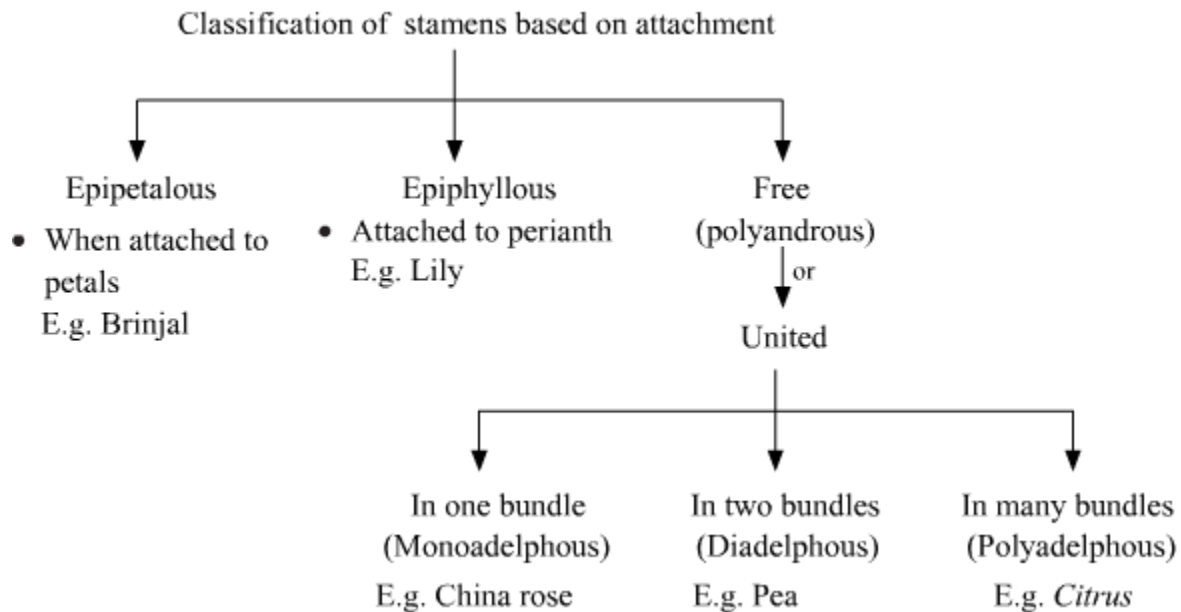 Classification of stamens based on attachment
Epipetalous
• When attached to
petals
E.g. Brinjal
Epiphyllous
• Attached to perianth
E.g. Lily
Free
(polyandrous)
or
United
In one bundle
(Monoadelphous)
E.g. China rose
In two bundles
(Diadelphous)
E.g. Pea
In many bundles
(Polyadelphous)
E.g. Citrus